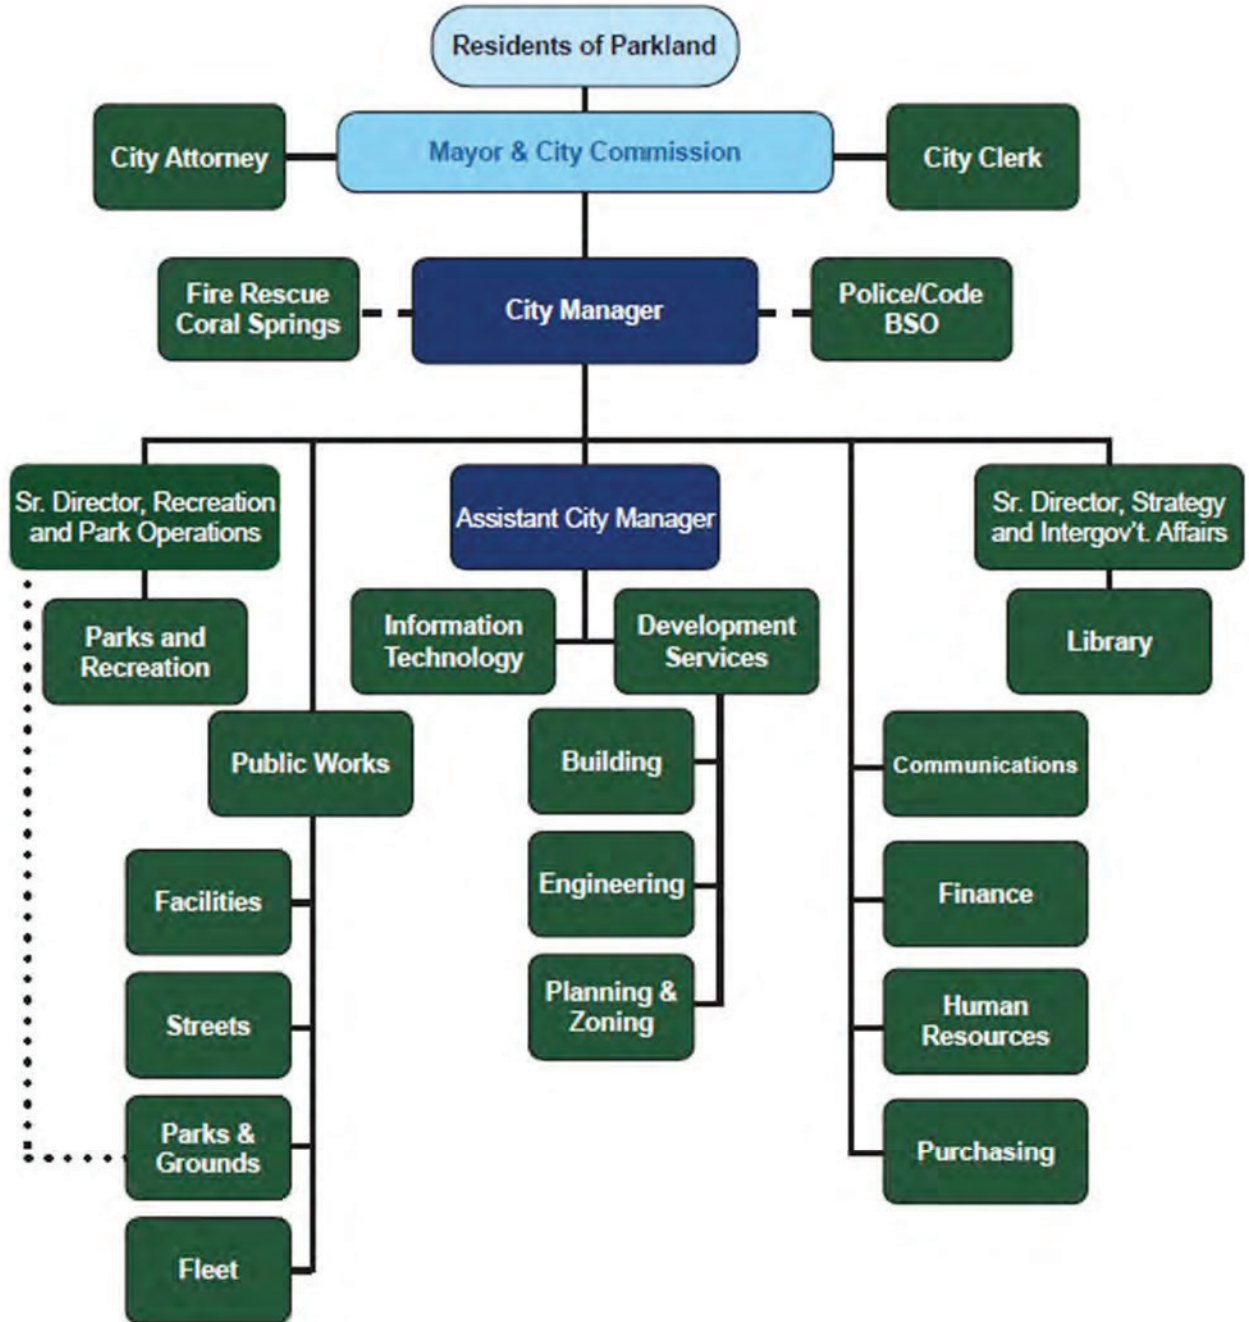 Residents of Parkland
City Attorney
Mayor & City Commission
City Clerk
Fire Rescue
Coral Springs
City Manager
Police/Code
BSO
Sr. Director, Recreation
and Park Operations
Assistant City Manager
Sr. Director, Strategy
and Intergov't. Affairs
Parks and
Recreation
Information
Technology
Development
Services
Library
Public Works
Building
Communications
Facilities
Engineering
Finance
Streets
Planning &
Zoning
Human
Resources
Parks &
Grounds
Purchasing
Fleet